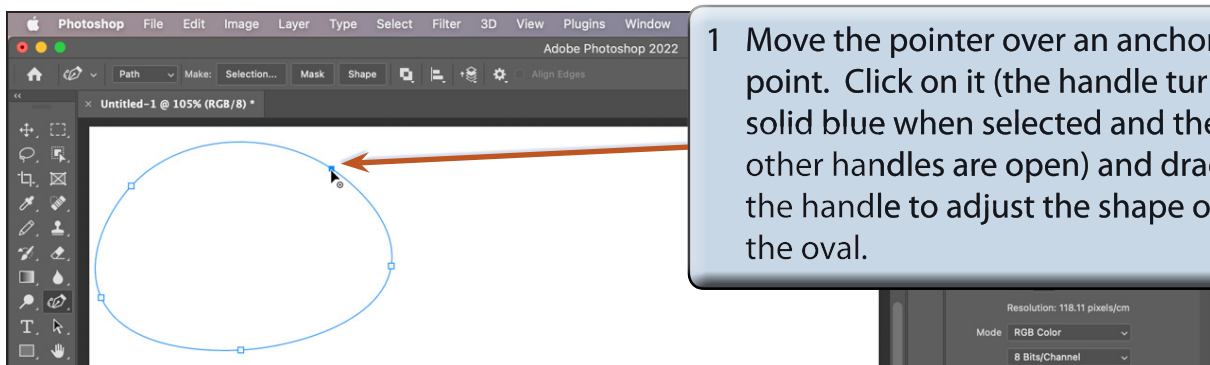 Photoshop File Edit Image Layer Type Select Filter 3D View Plugins Window
Adobe Photoshop 2022
Path Make: Selection... Mask Shape Align Edges
× Untitled-1 @ 105% (RGB/8) *
1 Move the pointer over an anchor
point. Click on it (the handle tur
solid blue when selected and the
other handles are open) and drag
the handle to adjust the shape o
the oval.
Resolution: 118.11 pixels/cm
Mode RGB Color
8 Bits/Channel